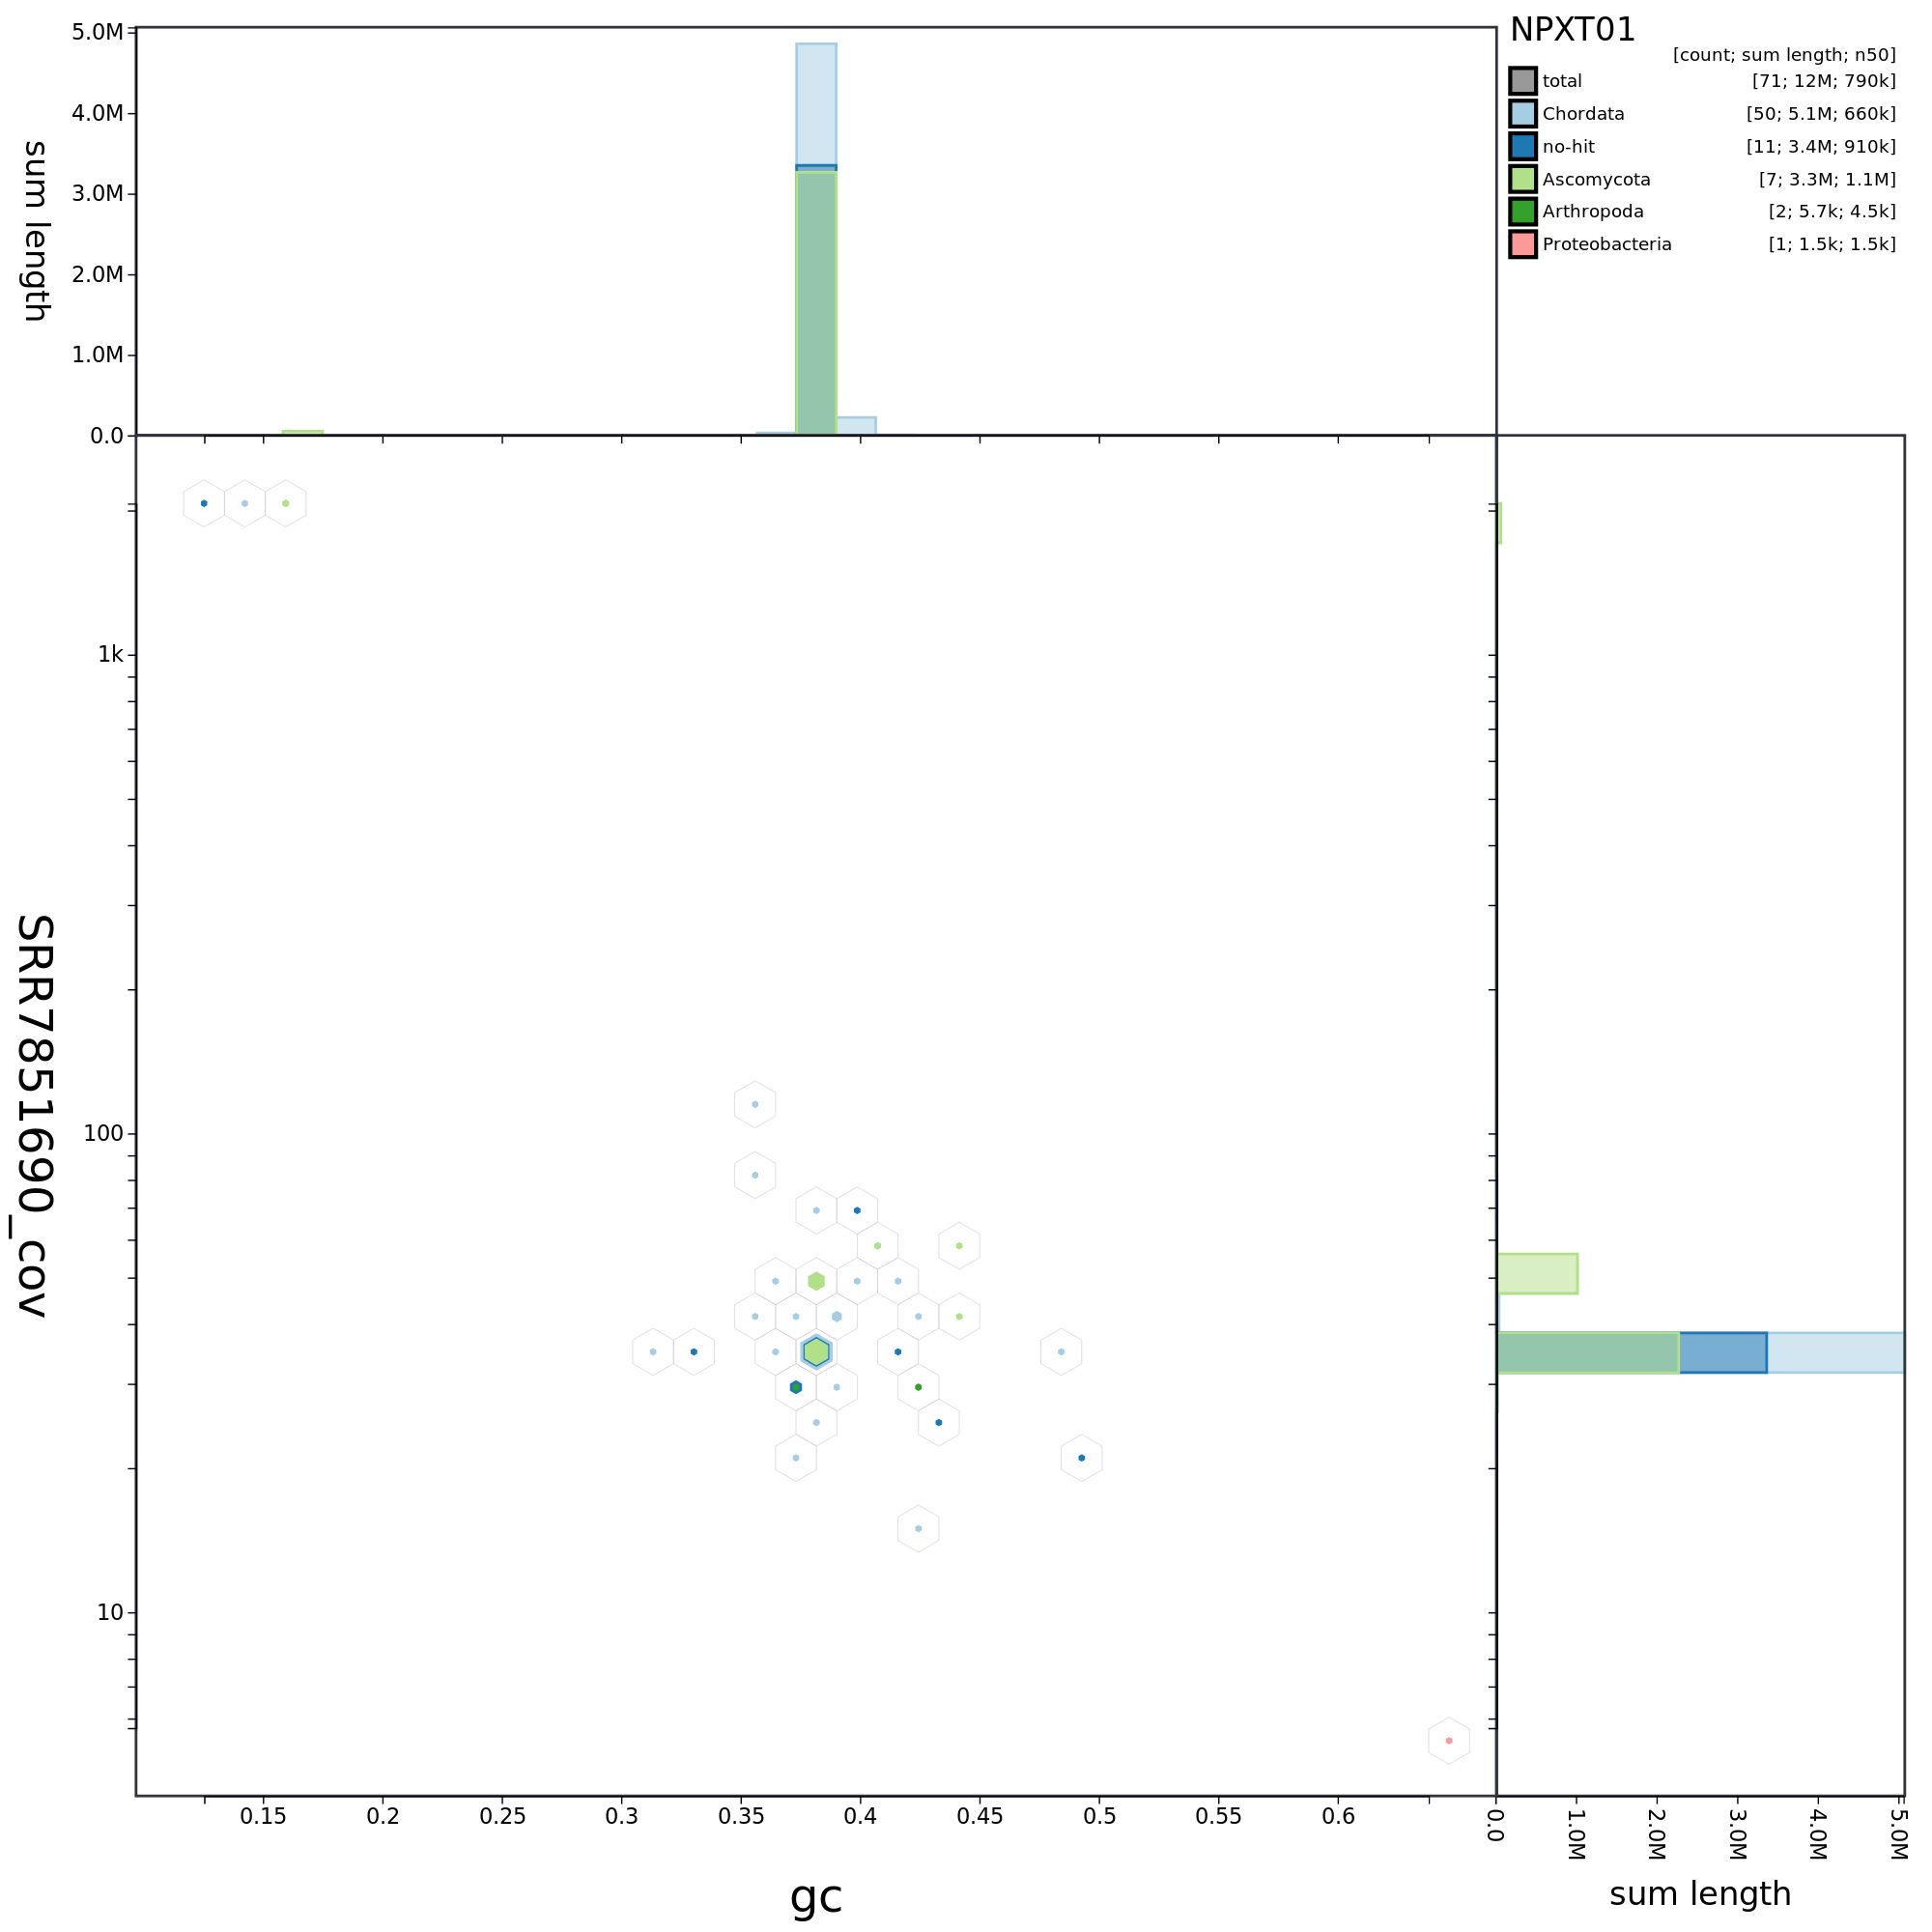 NPXT01
[count; sum length; n50]
total [71; 12M; 790k]
Chordata [50; 5.1M; 660k]
no-hit [11; 3.4M; 910k]
Ascomycota [7; 3.3M; 1.1M]
Arthropoda [2; 5.7k; 4.5k]
Proteobacteria [1; 1.5k; 1.5k]
sum length
5.0M
4.0M
3.0M
2.0M
1.0M
0.0
SRR7851690_cov
1k
100
10
0.15 0.2 0.25 0.3 0.35 0.4 0.45 0.5 0.55 0.6
gc
0.0 1.0M 2.0M 3.0M 4.0M 5.0M
sum length